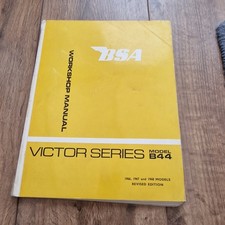 BSA
WORKSHOP MANUAL
VICTOR SERIES MODEL B44
1966, 1967 and 1968 MODELS
REVISED EDITION